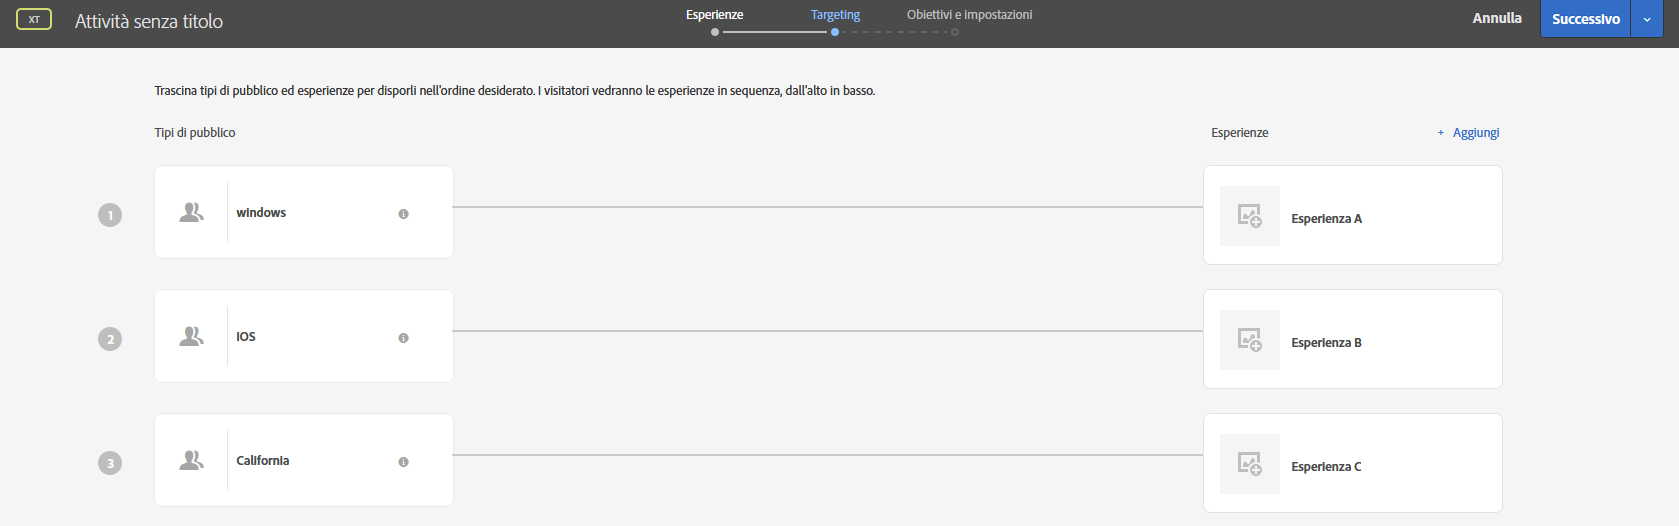 XT
Attività senza titolo
Esperienze
Targeting
Obiettivi e impostazioni
Annulla
Successivo
Trascina tipi di pubblico ed esperienze per disporli nell'ordine desiderato. I visitatori vedranno le esperienze in sequenza, dall'alto in basso.
Tipi di pubblico
Esperienze
+ Aggiungi
1
windows
Esperienza A
2
IOS
Esperienza B
3
California
Esperienza C